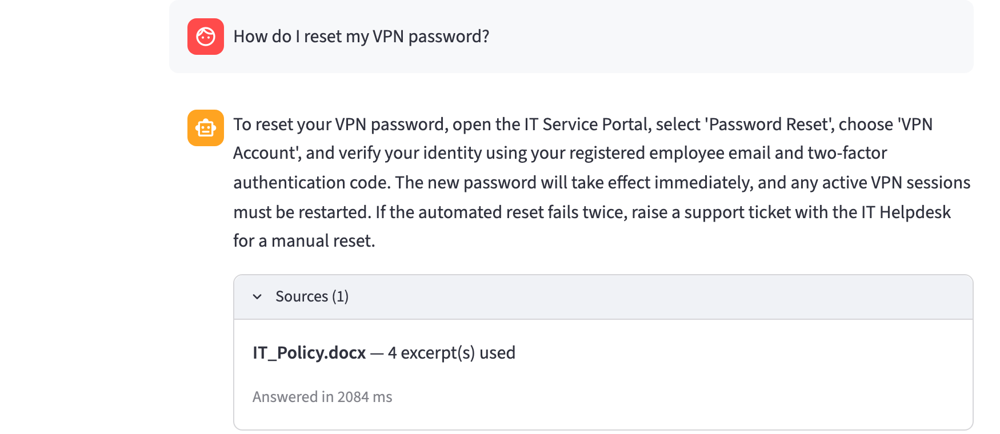 How do I reset my VPN password?
To reset your VPN password, open the IT Service Portal, select 'Password Reset', choose 'VPN
Account', and verify your identity using your registered employee email and two-factor
authentication code. The new password will take effect immediately, and any active VPN sessions
must be restarted. If the automated reset fails twice, raise a support ticket with the IT Helpdesk
for a manual reset.
Sources (1)
IT_Policy.docx — 4 excerpt(s) used
Answered in 2084 ms